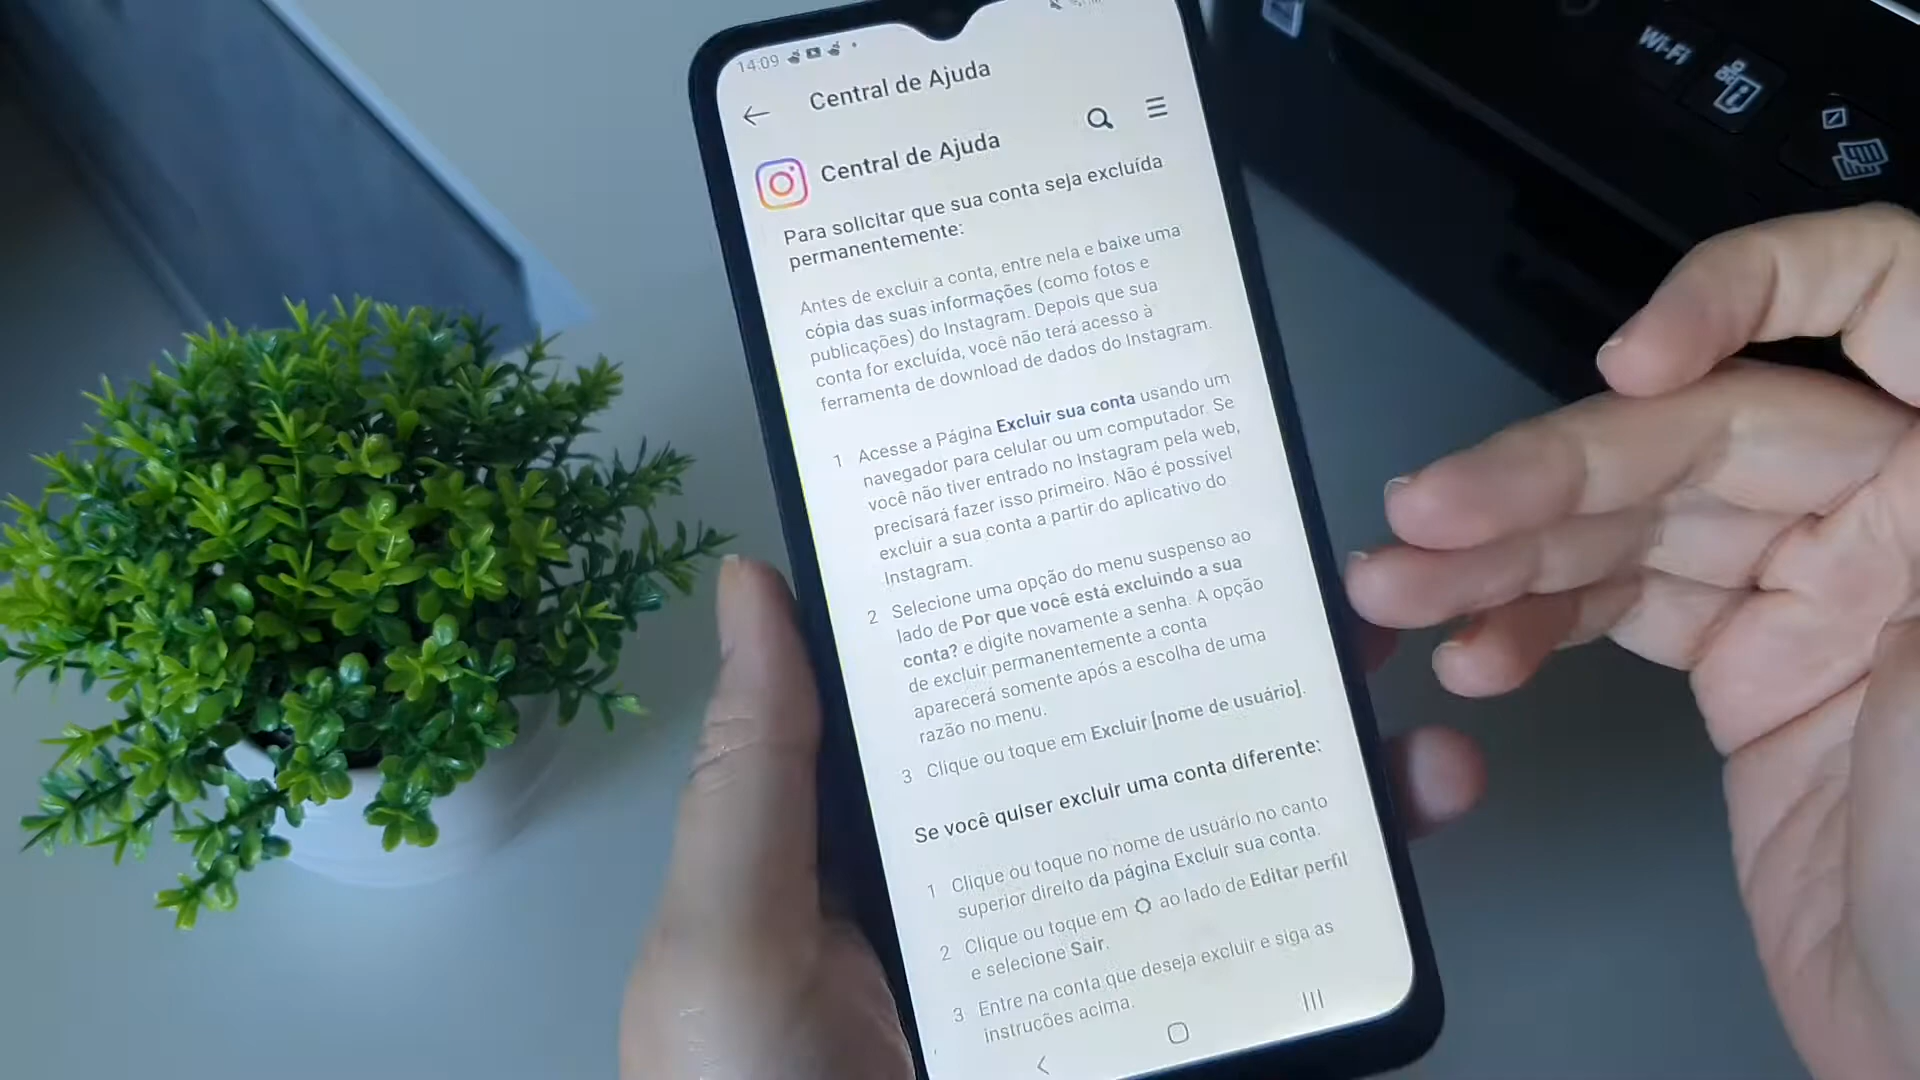 14:09
Central de Ajuda
Central de Ajuda
Para solicitar que sua conta seja excluída
permanentemente:
Antes de excluir a conta, entre nela e baixe uma
cópia das suas informações (como fotos e
publicações) do Instagram. Depois que sua
conta for excluída, você não terá acesso à
ferramenta de download de dados do Instagram.
1 Acesse a Página Excluir sua conta usando um
navegador para celular ou um computador. Se
você não tiver entrado no Instagram pela web,
precisará fazer isso primeiro. Não é possível
excluir a sua conta a partir do aplicativo do
Instagram.
2 Selecione uma opção do menu suspenso ao
lado de Por que você está excluindo a sua
conta? e digite novamente a senha. A opção
de excluir permanentemente a conta
aparecerá somente após a escolha de uma
razão no menu.
3 Clique ou toque em Excluir [nome de usuário].
Se você quiser excluir uma conta diferente:
1 Clique ou toque no nome de usuário no canto
superior direito da página Excluir sua conta.
2 Clique ou toque em ao lado de Editar perfil
e selecione Sair.
3 Entre na conta que deseja excluir e siga as
instruções acima.
Wi-Fi